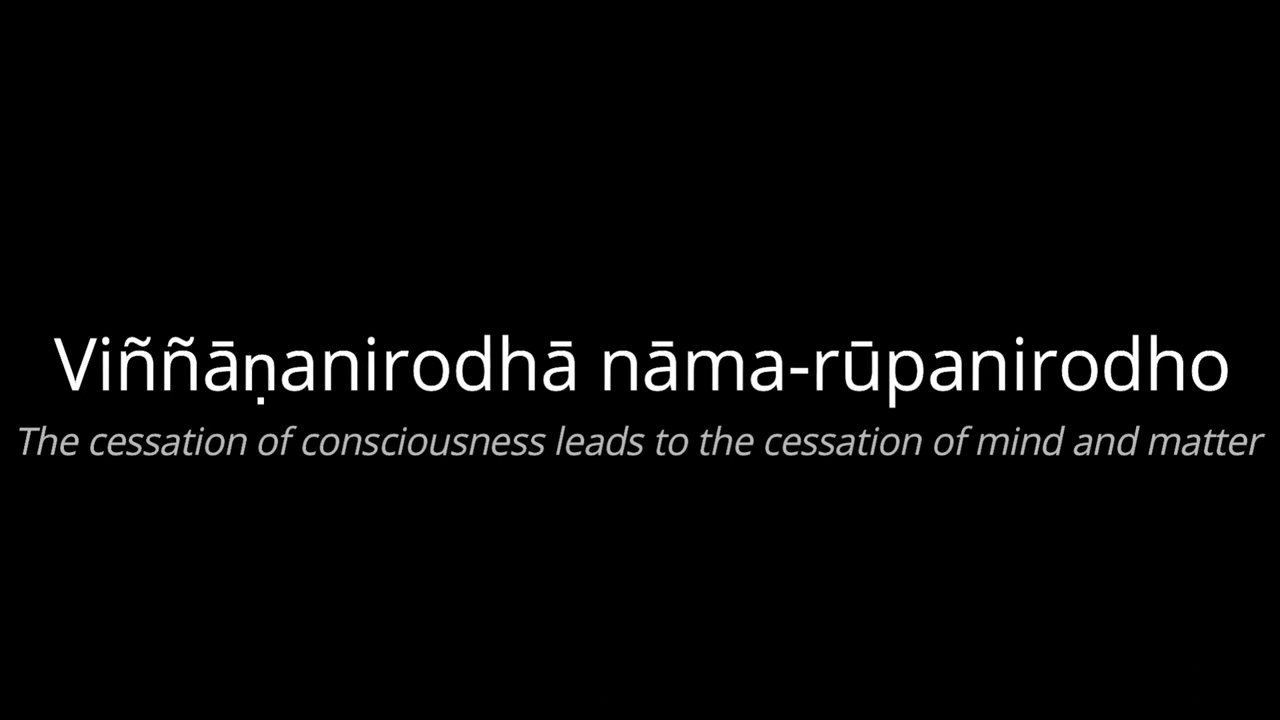 Viññāṇanirodhā nāma-rūpanirodho
The cessation of consciousness leads to the cessation of mind and matter